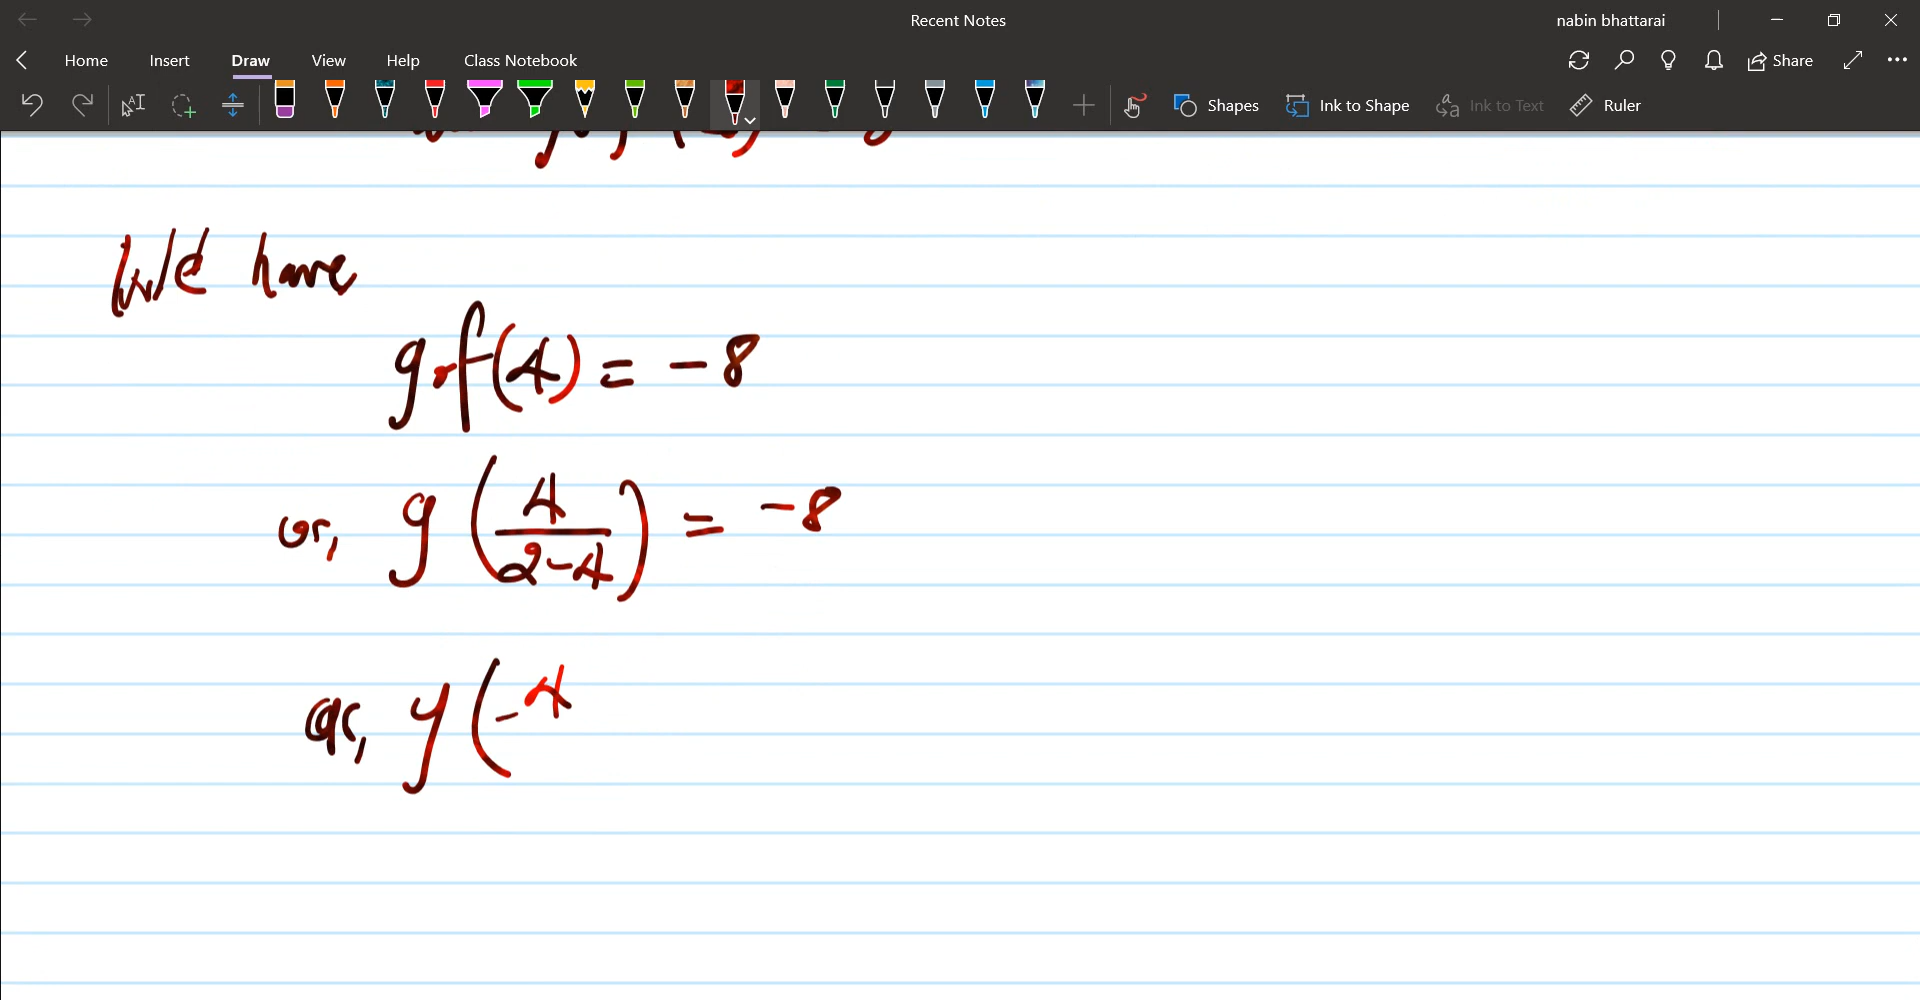 Recent Notes
nabin bhattarai
Home Insert Draw View Help Class Notebook
Share
Shapes Ink to Shape Ink to Text Ruler
We have
g∘f(4) = -8
or, g(4/(2-4)) = -8
or, g(-4